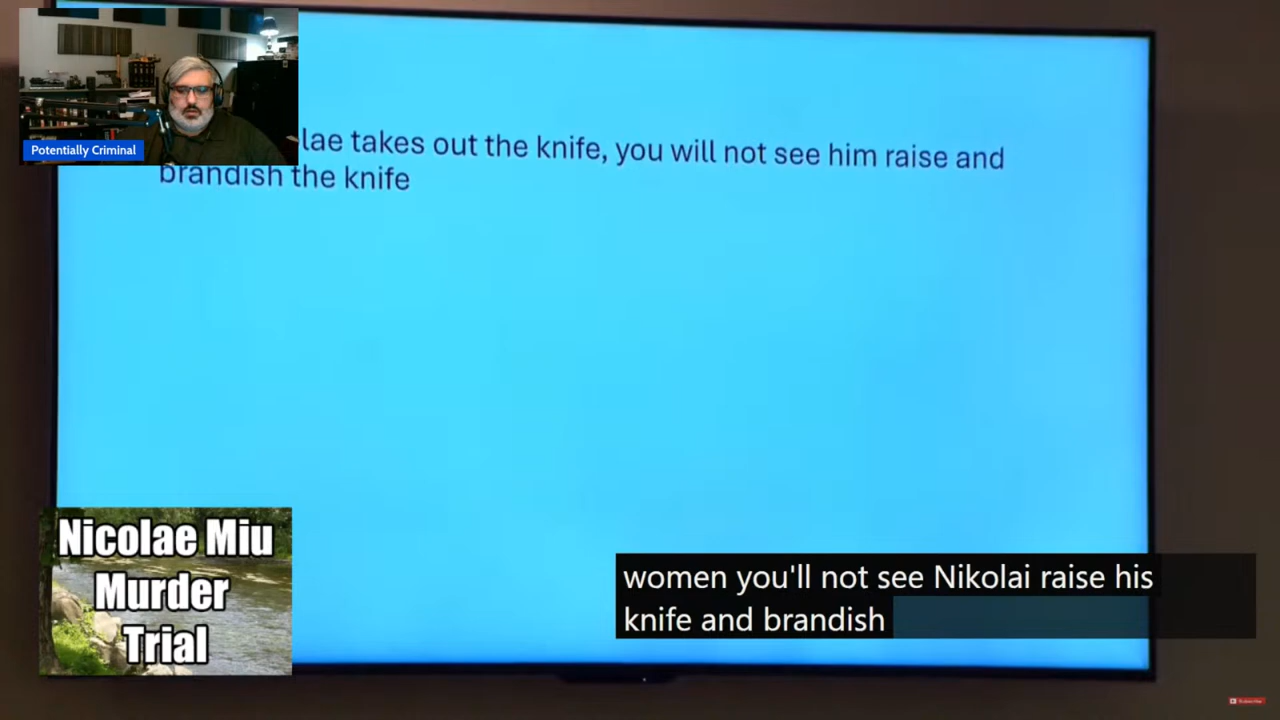 Potentially Criminal
lae takes out the knife, you will not see him raise and
brandish the knife
Nicolae Miu
Murder
Trial
women you'll not see Nikolai raise his
knife and brandish